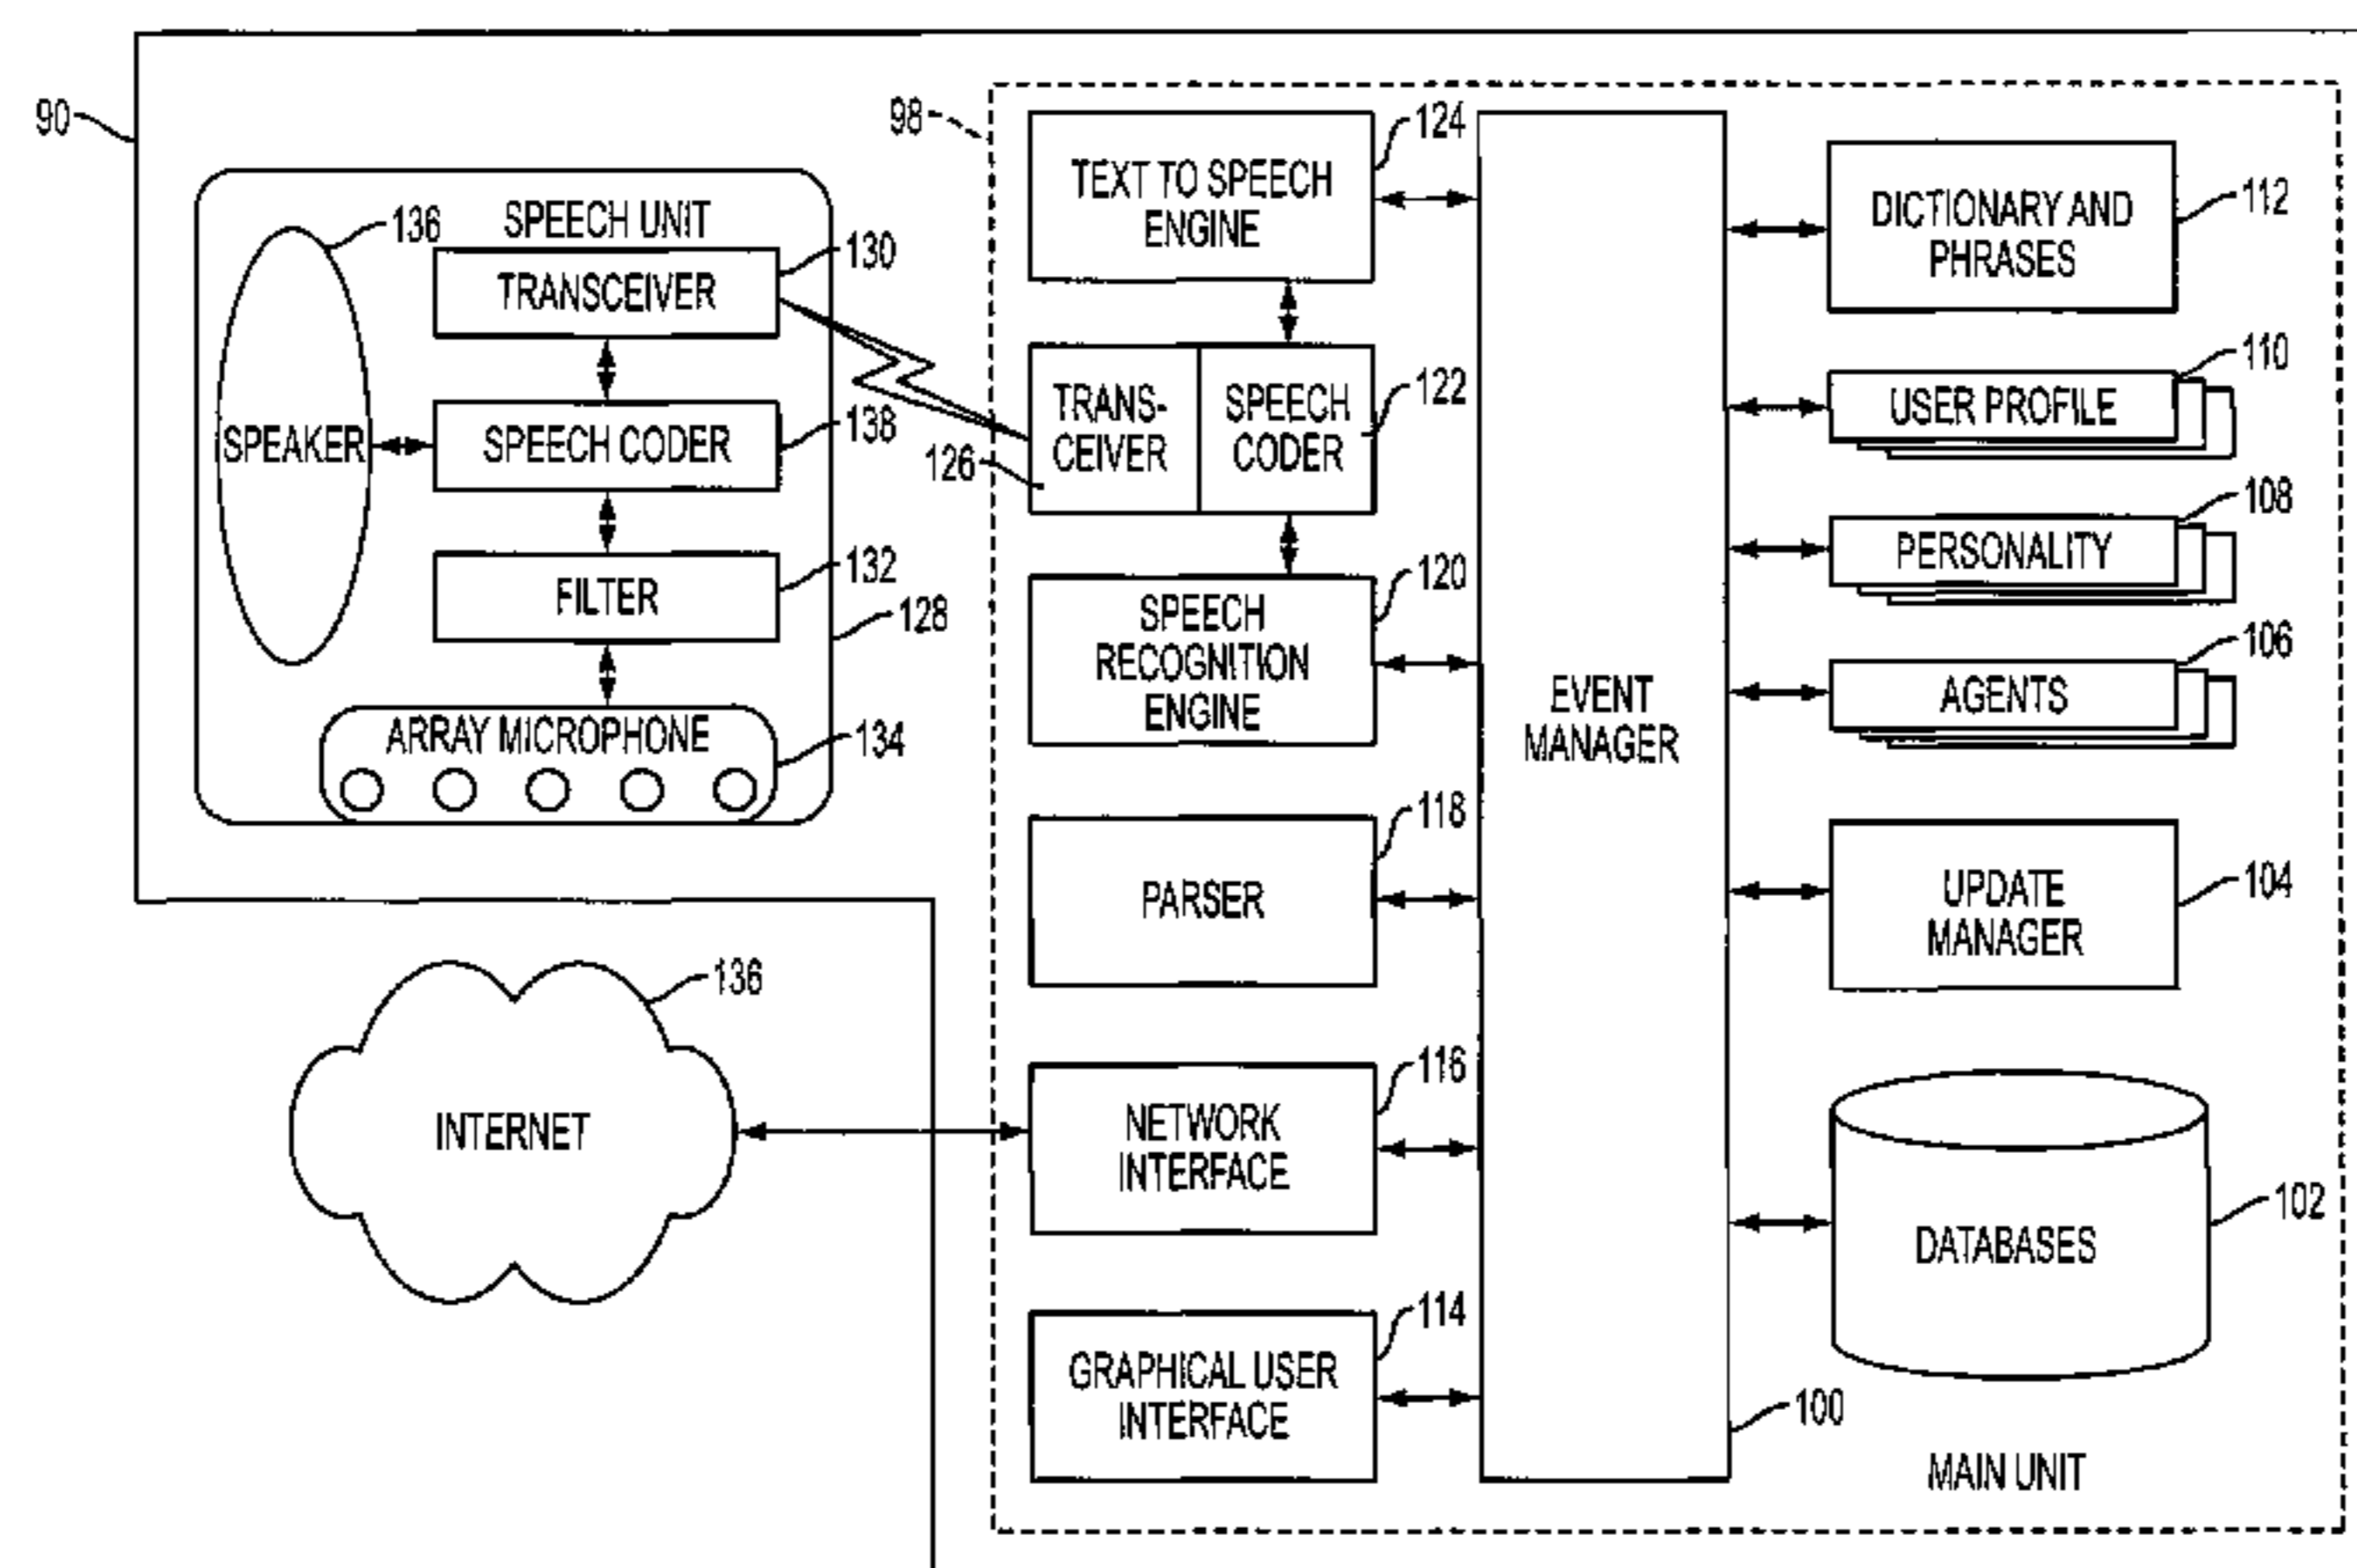 90
98
SPEECH UNIT
136
TRANSCEIVER
130
SPEAKER
SPEECH CODER
138
FILTER
132
128
ARRAY MICROPHONE
134
INTERNET
136
TEXT TO SPEECH
ENGINE
124
TRANS-
CEIVER
126
SPEECH
CODER
122
SPEECH
RECOGNITION
ENGINE
120
PARSER
118
NETWORK
INTERFACE
116
GRAPHICAL USER
INTERFACE
114
EVENT
MANAGER
100
DICTIONARY AND
PHRASES
112
USER PROFILE
110
PERSONALITY
108
AGENTS
106
UPDATE
MANAGER
104
DATABASES
102
MAIN UNIT